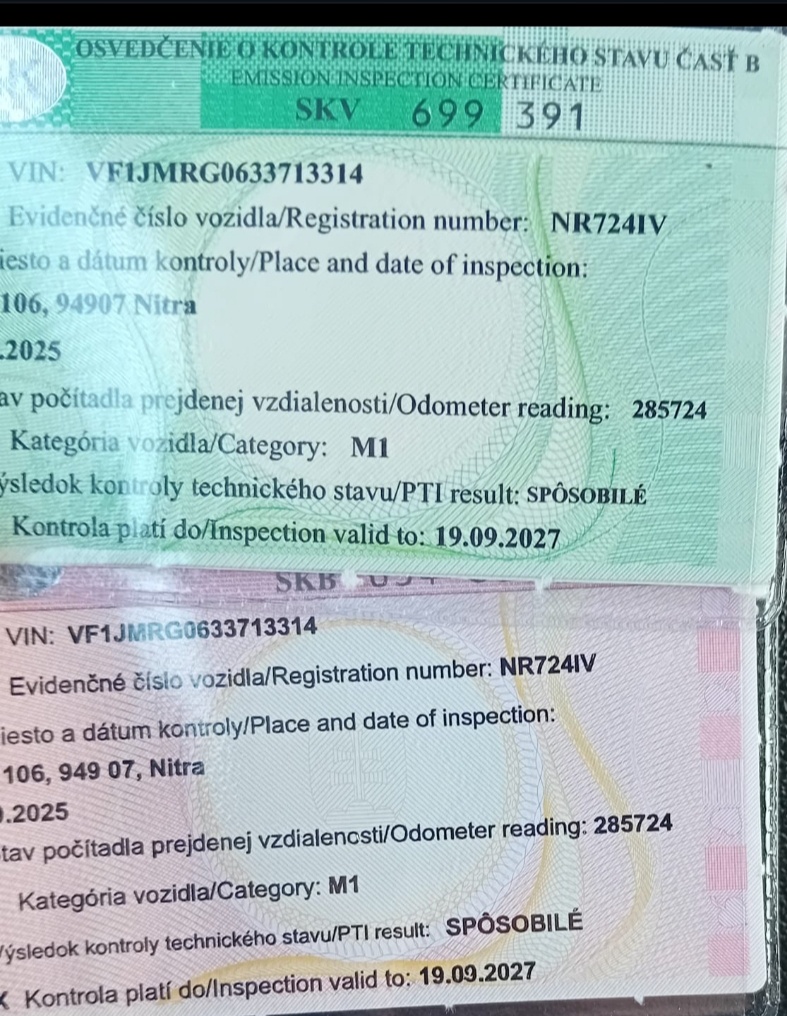 OSVEDČENIE O KONTROLE TECHNICKÉHO STAVU ČASŤ B
EMISSION INSPECTION CERTIFICATE
SKV 699 391
VIN: VF1JMRG0633713314
Evidenčné číslo vozidla/Registration number: NR724IV
iesto a dátum kontroly/Place and date of inspection:
106, 94907 Nitra
.2025
av počítadla prejdenej vzdialenosti/Odometer reading: 285724
Kategória vozidla/Category: M1
ýsledok kontroly technického stavu/PTI result: SPÔSOBILÉ
Kontrola platí do/Inspection valid to: 19.09.2027
SKB
VIN: VF1JMRG0633713314
Evidenčné číslo vozidla/Registration number: NR724IV
iesto a dátum kontroly/Place and date of inspection:
106, 949 07, Nitra
.2025
tav počítadla prejdenej vzdialenosti/Odometer reading: 285724
Kategória vozidla/Category: M1
ýsledok kontroly technického stavu/PTI result: SPÔSOBILÉ
Kontrola platí do/Inspection valid to: 19.09.2027